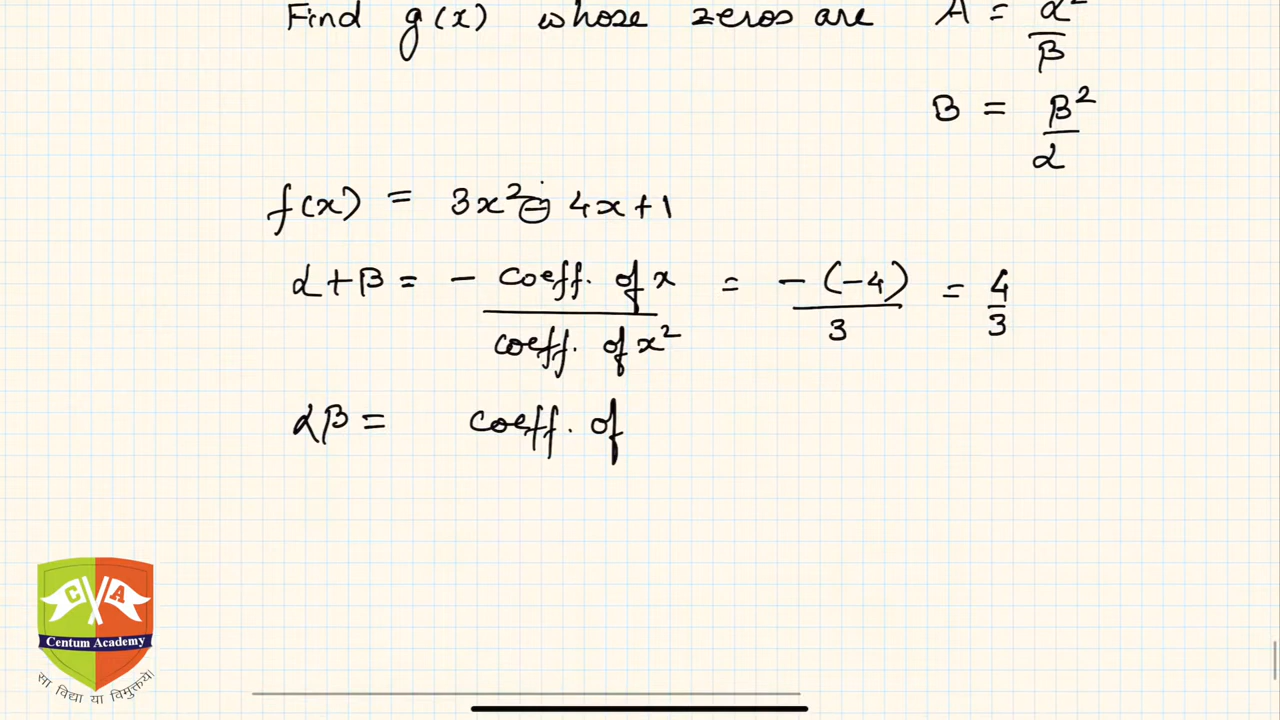 Find g(x) whose zeros are A = α²/β
B = β²/α
f(x) = 3x² - 4x+1
α+β = - coeff. of x / coeff. of x² = -(-4)/3 = 4/3
αβ = coeff. of
C A
Centum Academy
सा विद्या या विमुक्तये।